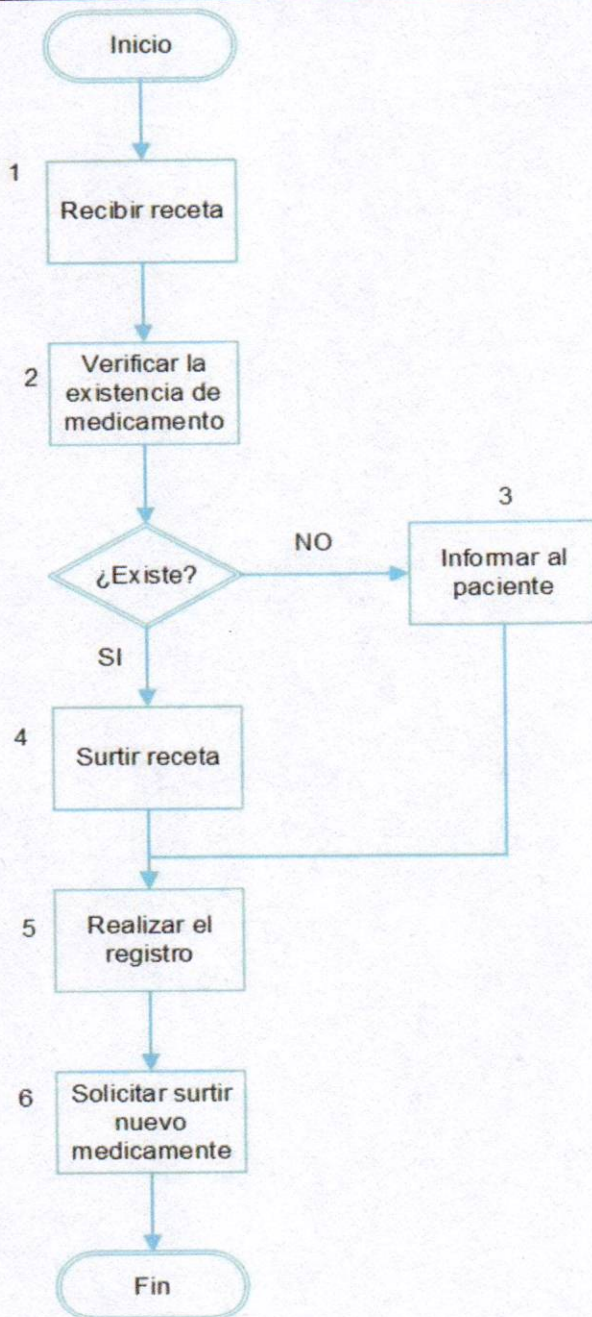 Inicio
1
Recibir receta
2
Verificar la
existencia de
medicamento
¿Existe?
NO
3
Informar al
paciente
SI
4
Surtir receta
5
Realizar el
registro
6
Solicitar surtir
nuevo
medicamente
Fin